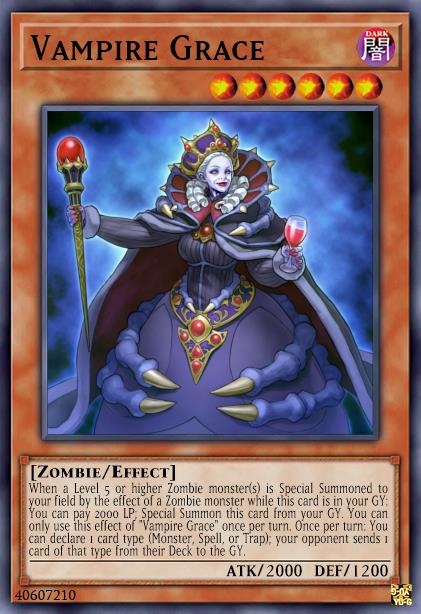 VAMPIRE GRACE
DARK
闇
[ZOMBIE/EFFECT]
When a Level 5 or higher Zombie monster(s) is Special Summoned to
your field by the effect of a Zombie monster while this card is in your GY:
You can pay 2000 LP; Special Summon this card from your GY. You can
only use this effect of "Vampire Grace" once per turn. Once per turn: You
can declare 1 card type (Monster, Spell, or Trap); your opponent sends 1
card of that type from their Deck to the GY.
ATK/2000 DEF/1200
40607210